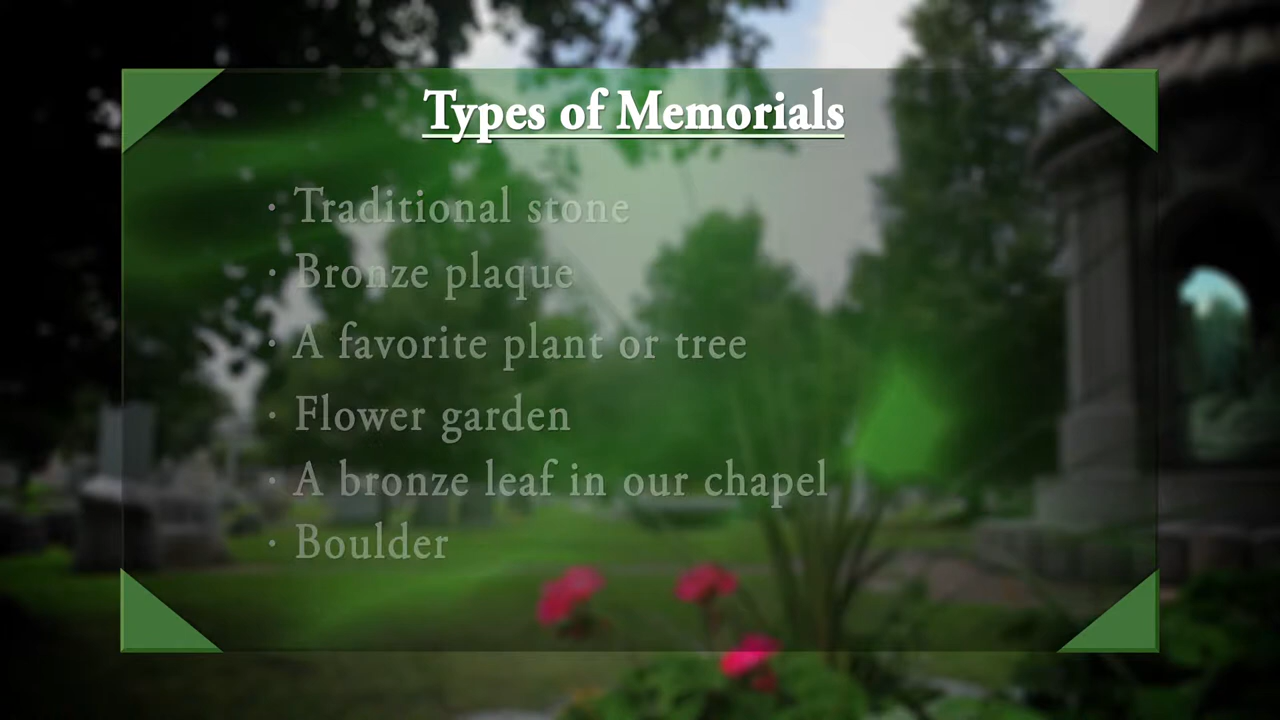 Types of Memorials
· Traditional stone
· Bronze plaque
· A favorite plant or tree
· Flower garden
· A bronze leaf in our chapel
· Boulder